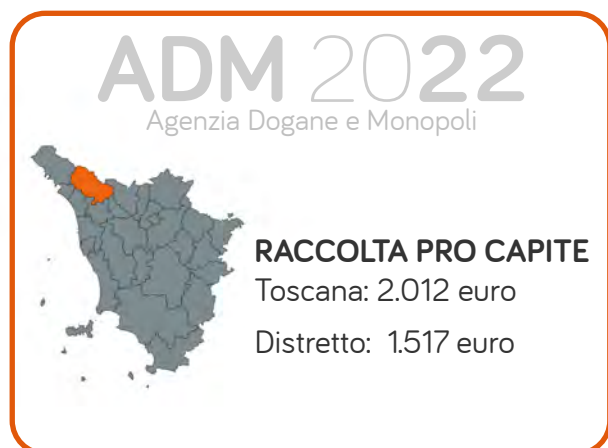 ADM 2022
Agenzia Dogane e Monopoli
RACCOLTA PRO CAPITE
Toscana: 2.012 euro
Distretto: 1.517 euro